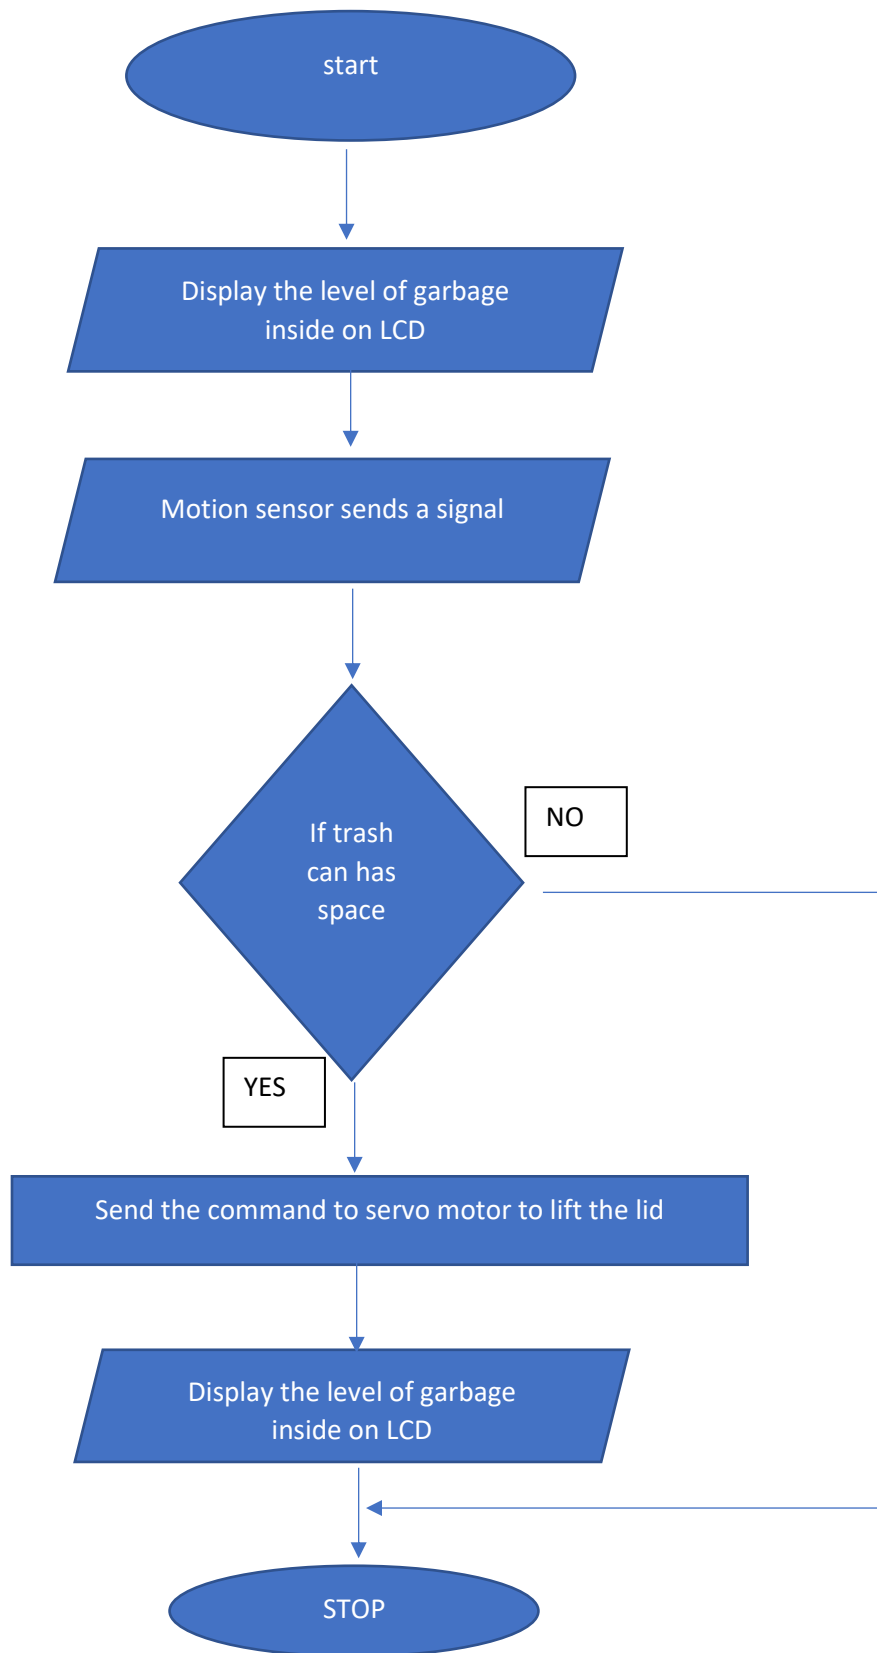 start
Display the level of garbage
inside on LCD
Motion sensor sends a signal
If trash
can has
space
NO
YES
Send the command to servo motor to lift the lid
Display the level of garbage
inside on LCD
STOP